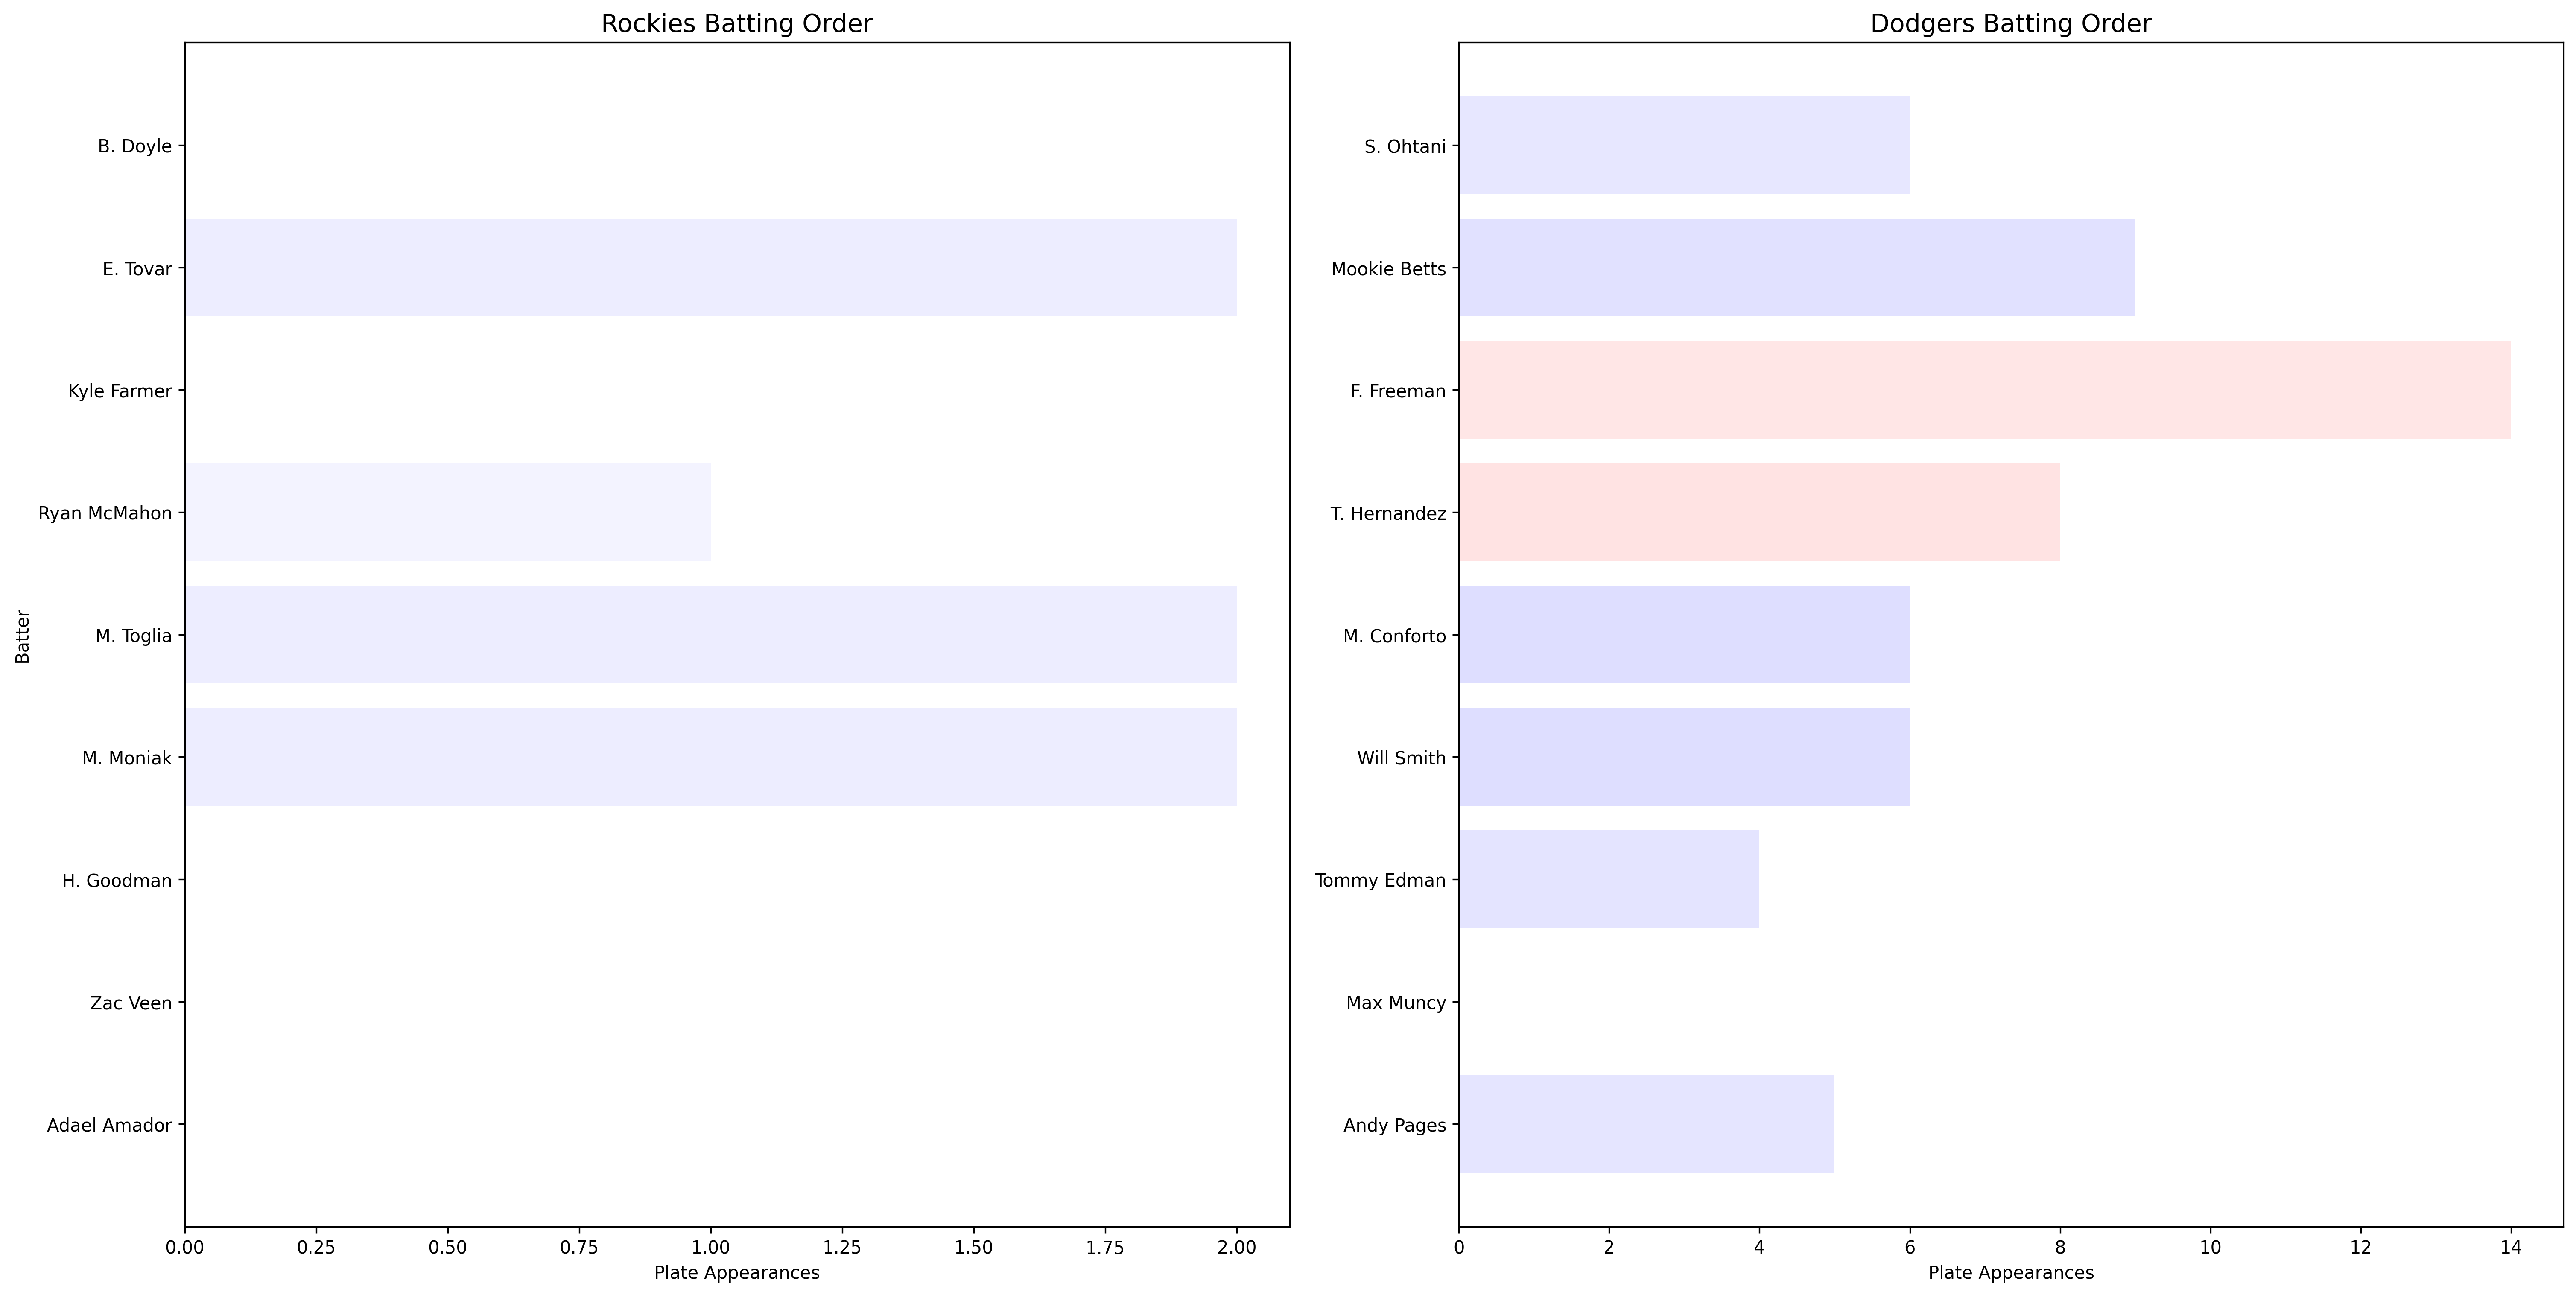 Rockies Batting Order
Batter
B. Doyle
E. Tovar
Kyle Farmer
Ryan McMahon
M. Toglia
M. Moniak
H. Goodman
Zac Veen
Adael Amador
0.00 0.25 0.50 0.75 1.00 1.25 1.50 1.75 2.00
Plate Appearances
Dodgers Batting Order
S. Ohtani
Mookie Betts
F. Freeman
T. Hernandez
M. Conforto
Will Smith
Tommy Edman
Max Muncy
Andy Pages
0 2 4 6 8 10 12 14
Plate Appearances